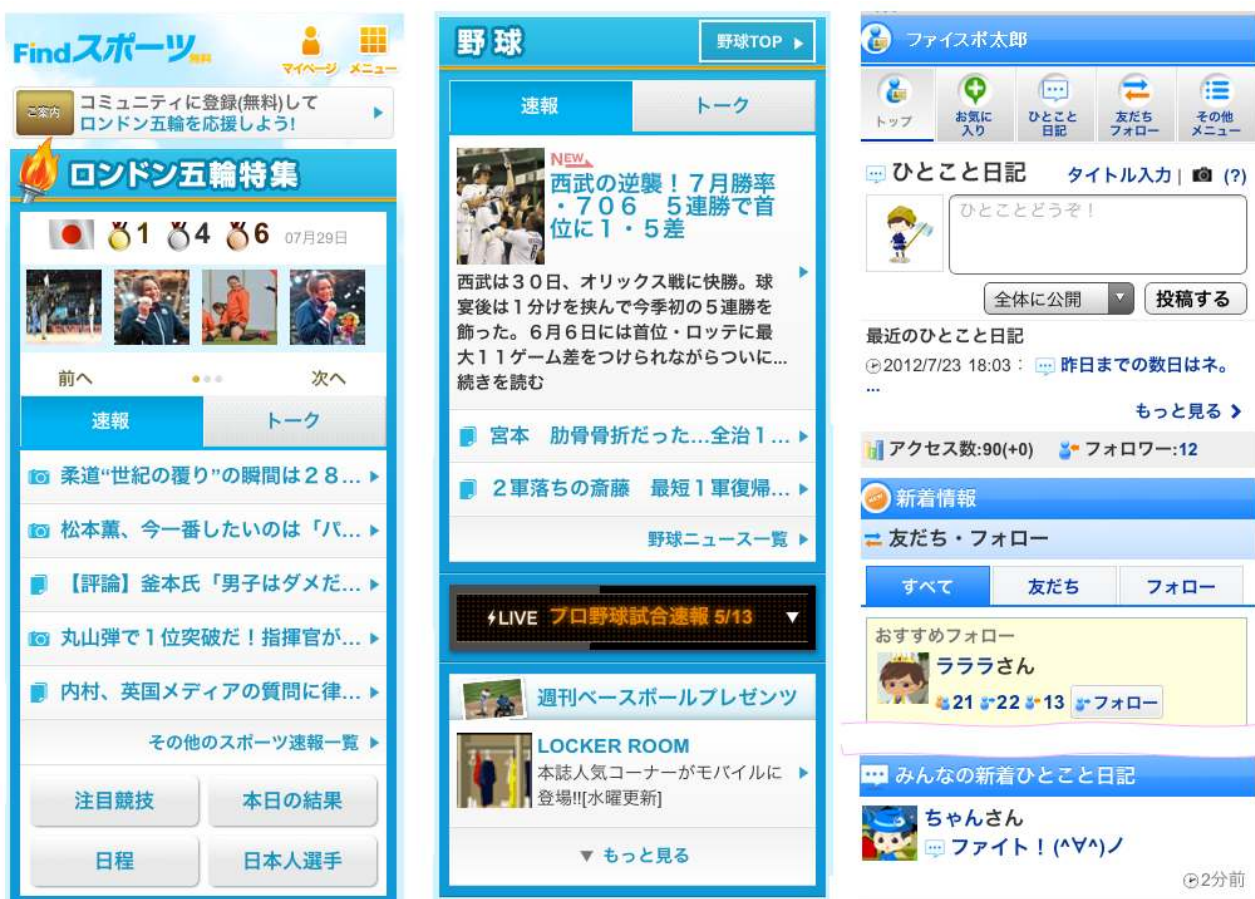 Findスポーツ 無料
マイページ
メニュー
ご案内
コミュニティに登録(無料)して
ロンドン五輪を応援しよう!
ロンドン五輪特集
1 4 6 07月29日
前へ
次へ
速報
トーク
柔道“世紀の覆り”の瞬間は28...
松本薫、今一番したいのは「パ...
【評論】釜本氏「男子はダメだ...
丸山弾で1位突破だ！指揮官が...
内村、英国メディアの質問に律...
その他のスポーツ速報一覧
注目競技
本日の結果
日程
日本人選手
野球
野球TOP
速報
トーク
NEW
西武の逆襲！７月勝率
・７０６　５連勝で首
位に１・５差
西武は３０日、オリックス戦に快勝。球
宴後は１分けを挟んで今季初の５連勝を
飾った。６月６日には首位・ロッテに最
大１１ゲーム差をつけられながらついに...
続きを読む
宮本　肋骨骨折だった...全治１...
２軍落ちの斎藤　最短１軍復帰...
野球ニュース一覧
LIVE プロ野球試合速報 5/13 ▼
週刊ベースボールプレゼンツ
LOCKER ROOM
本誌人気コーナーがモバイルに
登場!![水曜更新]
▼ もっと見る
ファイスポ太郎
トップ
お気に
入り
ひとこと
日記
友だち
フォロー
その他
メニュー
ひとこと日記
タイトル入力 | (?)
ひとことどうぞ！
全体に公開
投稿する
最近のひとこと日記
2012/7/23 18:03： 昨日までの数日はネ。
...
もっと見る
アクセス数:90(+0) フォロワー:12
NEW
新着情報
友だち・フォロー
すべて
友だち
フォロー
おすすめフォロー
ラララさん
21 22 13 フォロー
みんなの新着ひとこと日記
ちゃんさん
ファイト！(^∀^)ノ
2分前